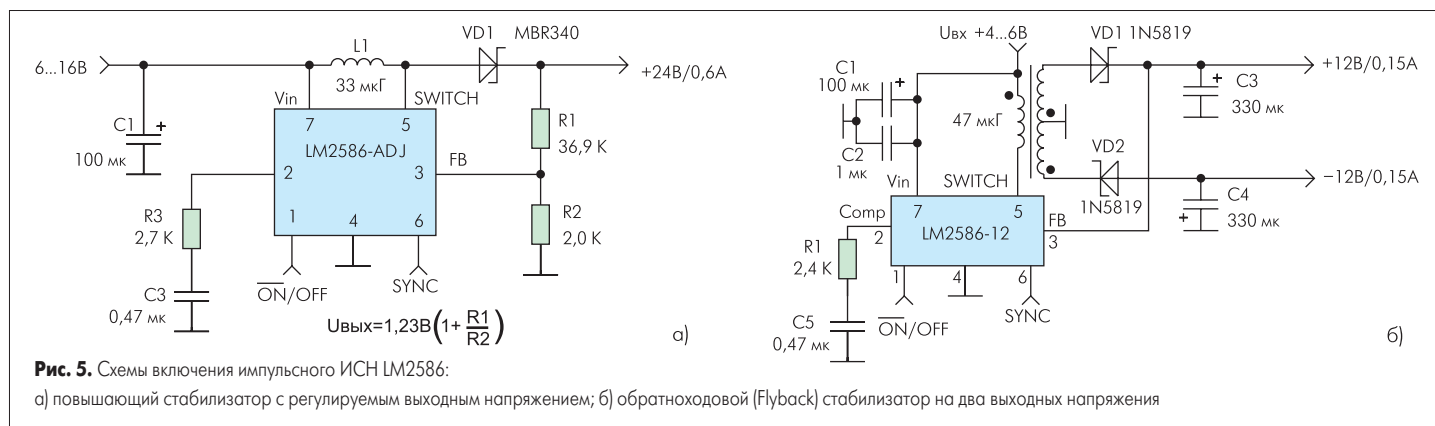 6...16В
C1
100 мк
L1
33 мкГ
VD1 MBR340
+24В/0,6А
Vin
SWITCH
7
5
LM2586-ADJ
2
3
FB
1
4
6
R1
36,9 K
R2
2,0 K
R3
2,7 K
C3
0,47 мк
ON/OFF
SYNC
Uвых=1,23В(1+R1/R2)
а)
Uвх +4...6В
C1
100 мк
C2
1 мк
47 мкГ
VD1 1N5819
+12В/0,15А
C3
330 мк
VD2
1N5819
−12В/0,15А
C4
330 мк
Vin
SWITCH
Comp
2
7
5
LM2586-12
FB
3
1
4
6
R1
2,4 K
C5
0,47 мк
ON/OFF
SYNC
б)
Рис. 5. Схемы включения импульсного ИСН LM2586:
а) повышающий стабилизатор с регулируемым выходным напряжением; б) обратноходовой (Flyback) стабилизатор на два выходных напряжения